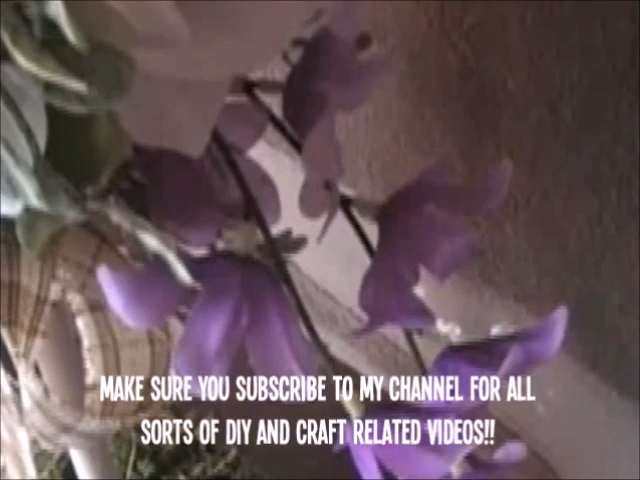 MAKE SURE YOU SUBSCRIBE TO MY CHANNEL FOR ALL
SORTS OF DIY AND CRAFT RELATED VIDEOS!!